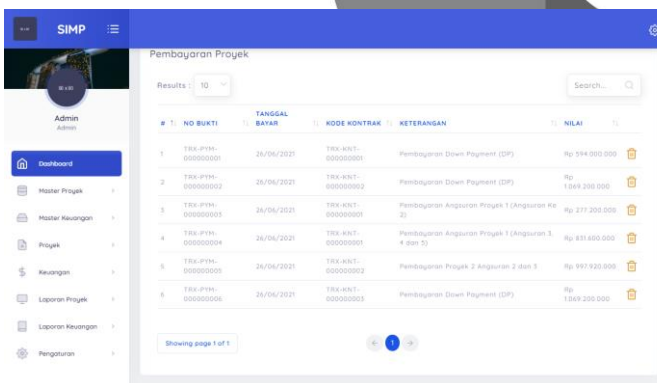 SIMP
Pembayaran Proyek
Results : 10
Search...
Admin
Admin
# NO BUKTI TANGGAL BAYAR KODE KONTRAK KETERANGAN NILAI
1 TRX-PYM-000000001 26/06/2021 TRX-KNT-000000001 Pembayaran Down Payment (DP) Rp 594.000.000
2 TRX-PYM-000000002 26/06/2021 TRX-KNT-000000002 Pembayaran Down Payment (DP) Rp 1.069.200.000
3 TRX-PYM-000000003 26/06/2021 TRX-KNT-000000001 Pembayaran Angsuran Proyek 1 (Angsuran Ke 2) Rp 277.200.000
4 TRX-PYM-000000004 26/06/2021 TRX-KNT-000000001 Pembayaran Angsuran Proyek 1 (Angsuran 3, 4 dan 5) Rp 831.600.000
5 TRX-PYM-000000005 26/06/2021 TRX-KNT-000000002 Pembayaran Proyek 2 Angsuran 2 dan 3 Rp 997.920.000
6 TRX-PYM-000000006 26/06/2021 TRX-KNT-000000003 Pembayaran Down Payment (DP) Rp 1.069.200.000
Showing page 1 of 1
1
Dashboard
Master Proyek
Master Keuangan
Proyek
Keuangan
Laporan Proyek
Laporan Keuangan
Pengaturan